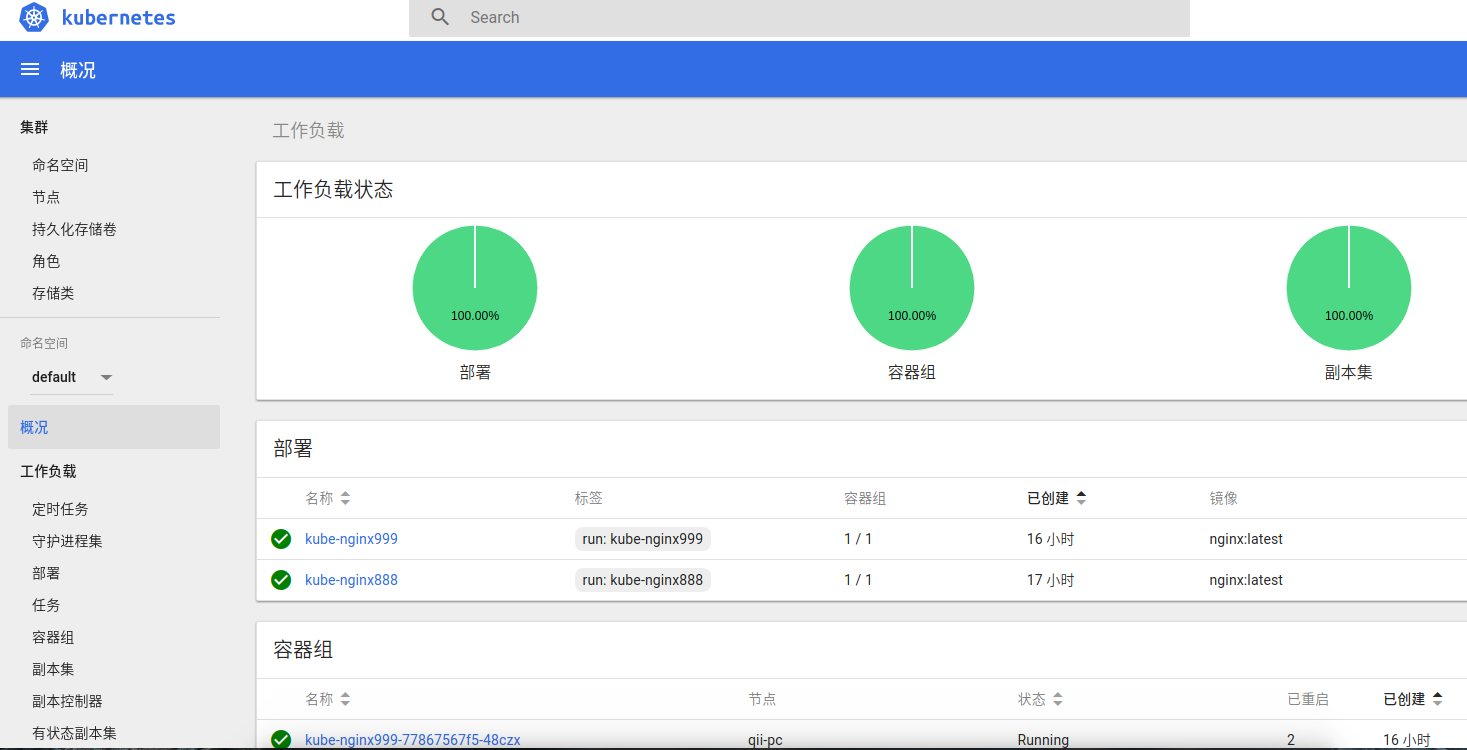 kubernetes
Search
概况
集群
命名空间
节点
持久化存储卷
角色
存储类
命名空间
default
概况
工作负载
定时任务
守护进程集
部署
任务
容器组
副本集
副本控制器
有状态副本集
工作负载
工作负载状态
100.00% 100.00% 100.00%
部署 容器组 副本集
部署
名称 标签 容器组 已创建 镜像
kube-nginx999 run: kube-nginx999 1 / 1 16 小时 nginx:latest
kube-nginx888 run: kube-nginx888 1 / 1 17 小时 nginx:latest
容器组
名称 节点 状态 已重启 已创建
kube-nginx999-77867567f5-48czx qii-pc Running 2 16 小时